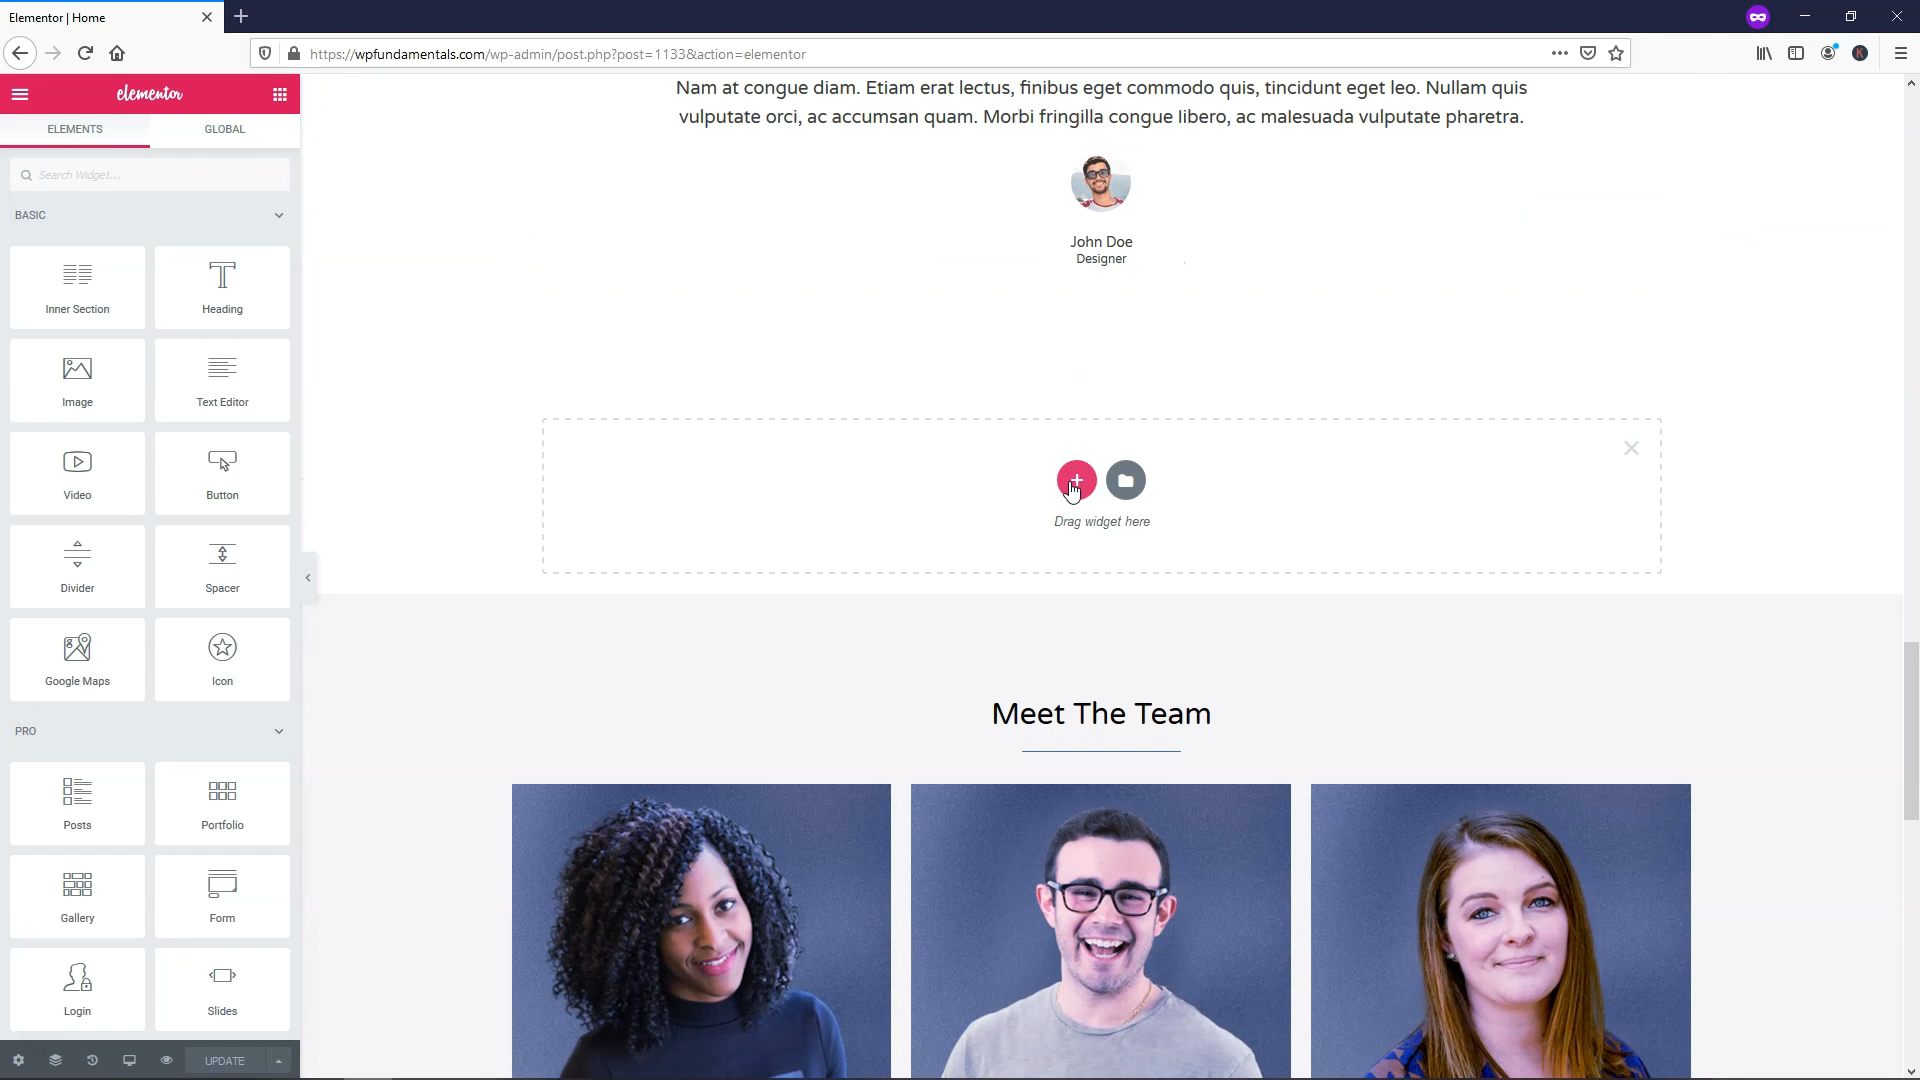 Elementor | Home
https://wpfundamentals.com/wp-admin/post.php?post=1133&action=elementor
K
elementor
ELEMENTS
GLOBAL
Search Widget...
BASIC
Inner Section
Heading
Image
Text Editor
Video
Button
Divider
Spacer
Google Maps
Icon
PRO
Posts
Portfolio
Gallery
Form
Login
Slides
UPDATE
Nam at congue diam. Etiam erat lectus, finibus eget commodo quis, tincidunt eget leo. Nullam quis
vulputate orci, ac accumsan quam. Morbi fringilla congue libero, ac malesuada vulputate pharetra.
John Doe
Designer
Drag widget here
Meet The Team